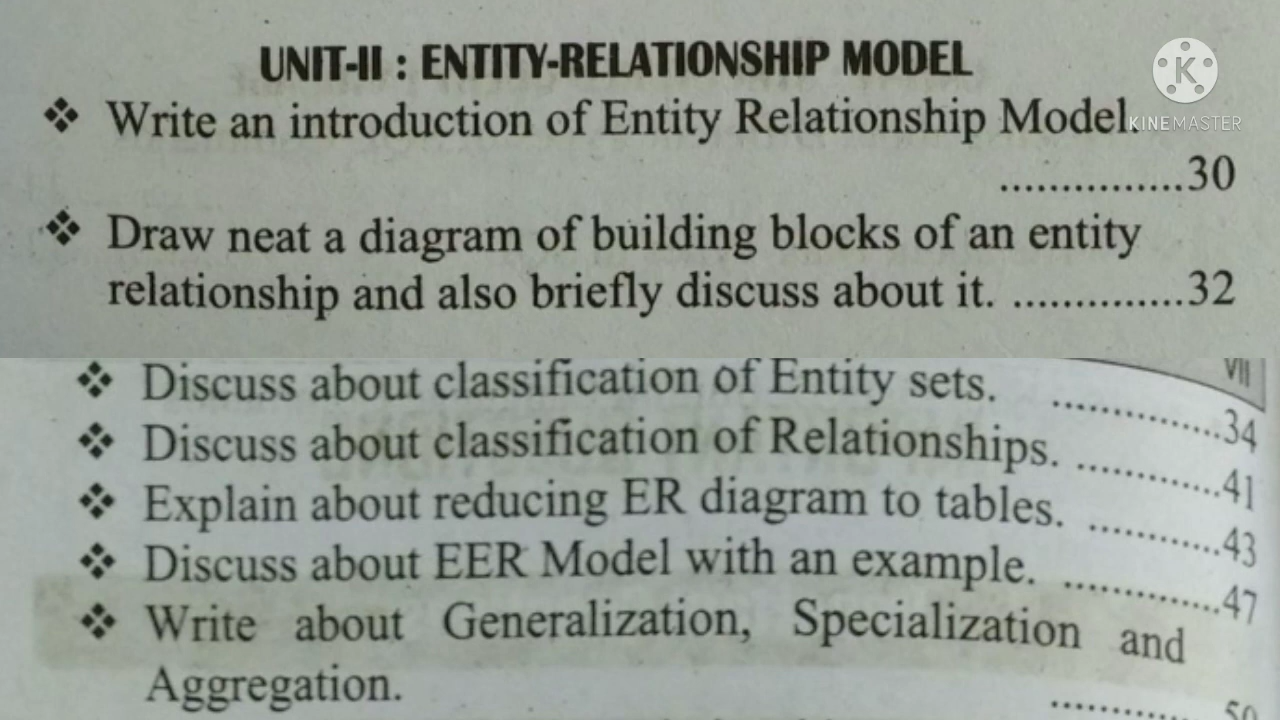 UNIT-II : ENTITY-RELATIONSHIP MODEL
❖ Write an introduction of Entity Relationship Model.
...............30
❖ Draw neat a diagram of building blocks of an entity
relationship and also briefly discuss about it. ..............32
VII
❖ Discuss about classification of Entity sets. ..............34
❖ Discuss about classification of Relationships. ............41
❖ Explain about reducing ER diagram to tables. ...........43
❖ Discuss about EER Model with an example. .............47
❖ Write about Generalization, Specialization and
Aggregation. ..............50
K
KINEMASTER